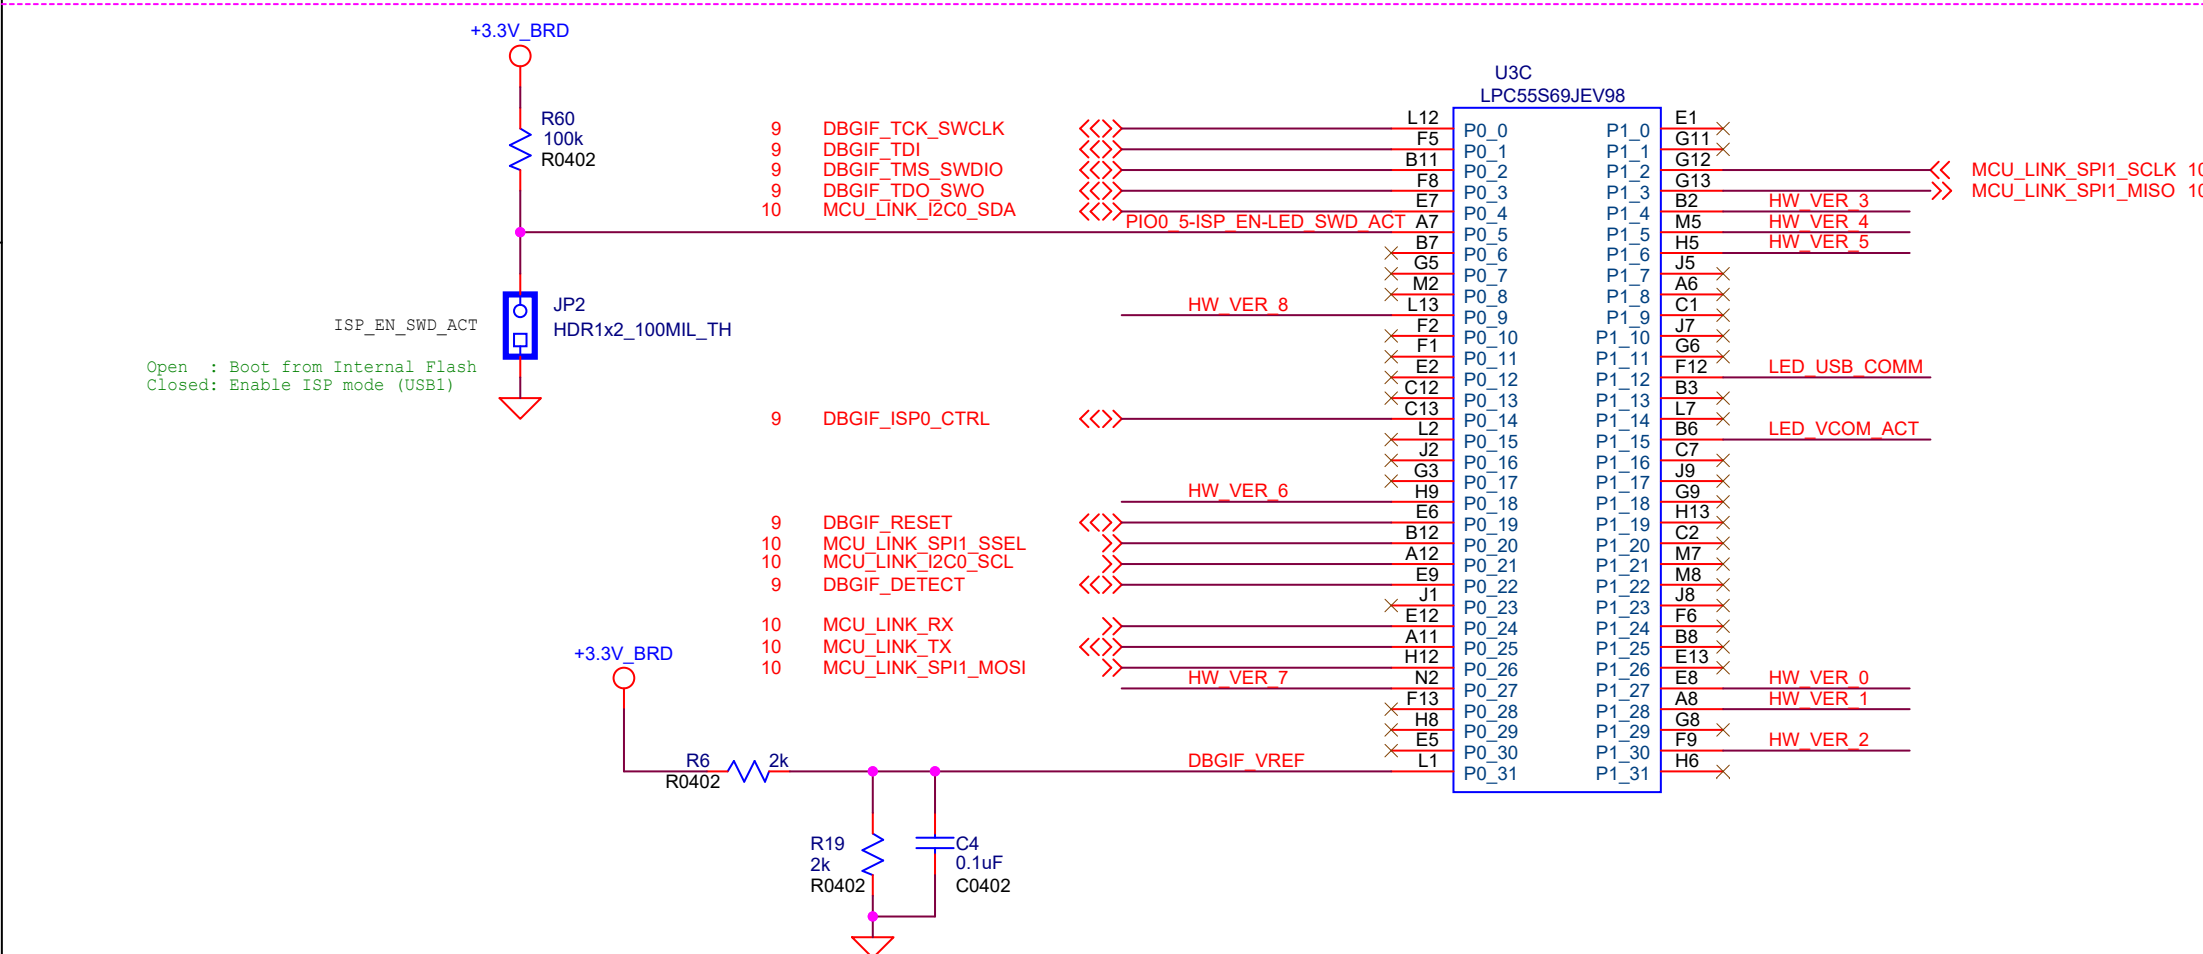 +3.3V_BRD
R60
100k
R0402
ISP_EN_SWD_ACT
JP2
HDR1x2_100MIL_TH
Open  : Boot from Internal Flash
Closed: Enable ISP mode (USB1)
U3C
LPC55S69JEV98
9 DBGIF_TCK_SWCLK L12 P0_0
9 DBGIF_TDI F5 P0_1
9 DBGIF_TMS_SWDIO B11 P0_2
9 DBGIF_TDO_SWO F8 P0_3
10 MCU_LINK_I2C0_SDA E7 P0_4
PIO0_5-ISP_EN-LED_SWD_ACT A7 P0_5
B7 P0_6
G5 P0_7
M2 P0_8
HW_VER_8 L13 P0_9
F2 P0_10
F1 P0_11
E2 P0_12
C12 P0_13
9 DBGIF_ISP0_CTRL C13 P0_14
L2 P0_15
J2 P0_16
G3 P0_17
HW_VER_6 H9 P0_18
9 DBGIF_RESET E6 P0_19
10 MCU_LINK_SPI1_SSEL B12 P0_20
10 MCU_LINK_I2C0_SCL A12 P0_21
9 DBGIF_DETECT E9 P0_22
J1 P0_23
10 MCU_LINK_RX E12 P0_24
10 MCU_LINK_TX A11 P0_25
10 MCU_LINK_SPI1_MOSI H12 P0_26
HW_VER_7 N2 P0_27
F13 P0_28
H8 P0_29
E5 P0_30
DBGIF_VREF L1 P0_31
P1_0 E1
P1_1 G11
P1_2 G12 MCU_LINK_SPI1_SCLK 10
P1_3 G13 MCU_LINK_SPI1_MISO 10
P1_4 B2 HW_VER_3
P1_5 M5 HW_VER_4
P1_6 H5 HW_VER_5
P1_7 J5
P1_8 A6
P1_9 C1
P1_10 J7
P1_11 G6
P1_12 F12 LED_USB_COMM
P1_13 B3
P1_14 L7
P1_15 B6 LED_VCOM_ACT
P1_16 C7
P1_17 J9
P1_18 G9
P1_19 H13
P1_20 C2
P1_21 M7
P1_22 M8
P1_23 J8
P1_24 F6
P1_25 B8
P1_26 E13
P1_27 E8 HW_VER_0
P1_28 A8 HW_VER_1
P1_29 G8
P1_30 F9 HW_VER_2
P1_31 H6
+3.3V_BRD
R6 2k
R0402
R19
2k
R0402
C4
0.1uF
C0402